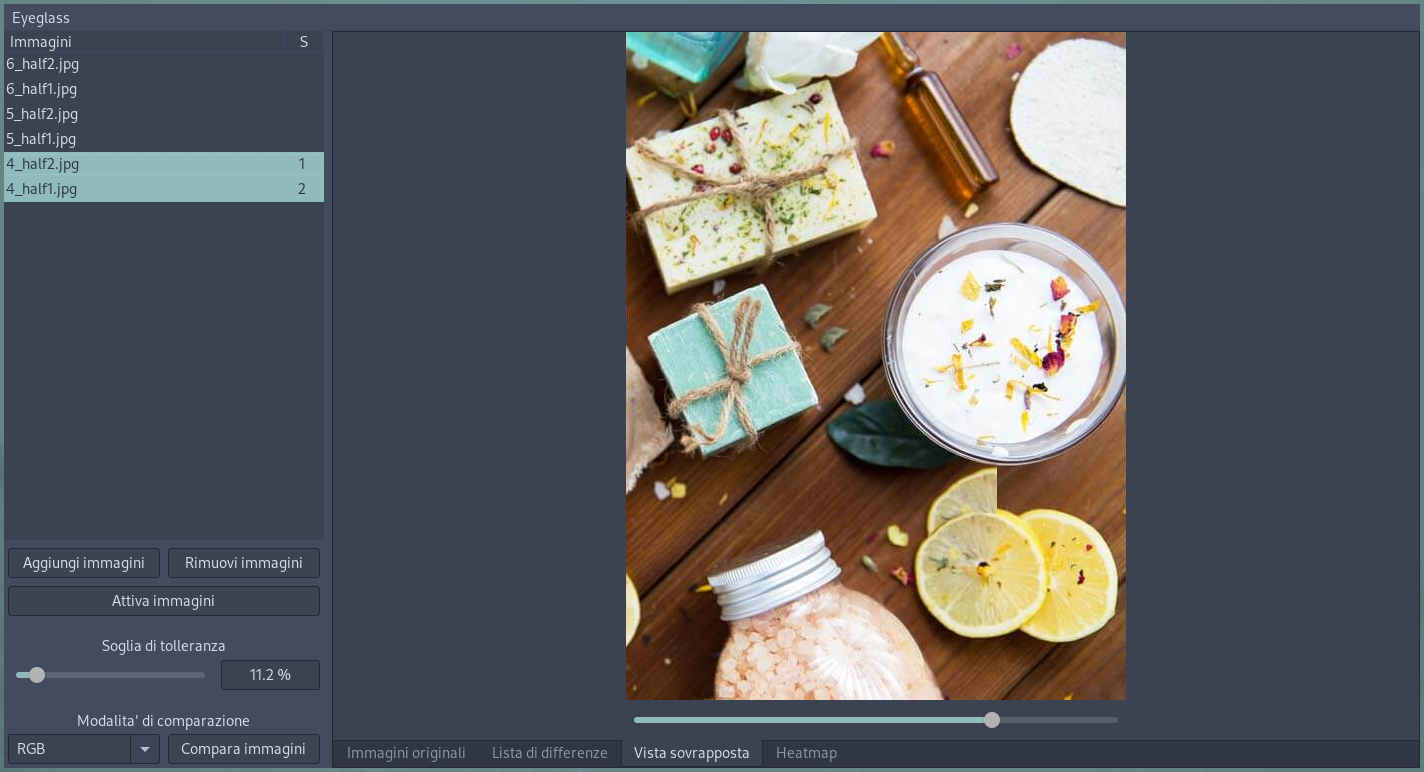 Eyeglass
Immagini S
6_half2.jpg
6_half1.jpg
5_half2.jpg
5_half1.jpg
4_half2.jpg 1
4_half1.jpg 2
Aggiungi immagini Rimuovi immagini
Attiva immagini
Soglia di tolleranza
11.2 %
Modalita' di comparazione
RGB Compara immagini
Immagini originali Lista di differenze Vista sovrapposta Heatmap